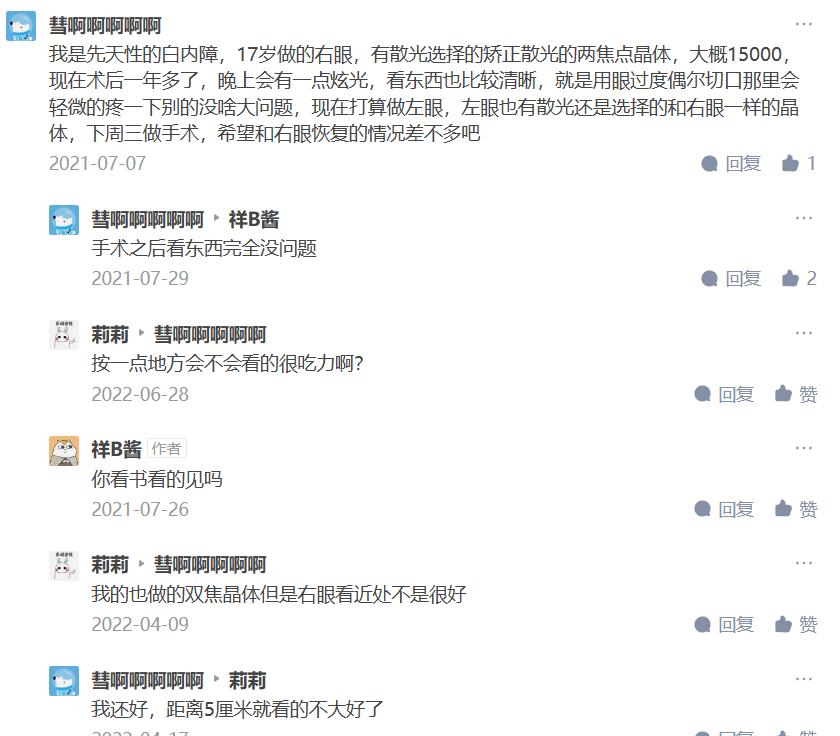 彗啊啊啊啊啊
我是先天性的白内障，17岁做的右眼，有散光选择的矫正散光的两焦点晶体，大概15000，
现在术后一年多了，晚上会有一点炫光，看东西也比较清晰，就是用眼过度偶尔切口那里会
轻微的疼一下别的没啥大问题，现在打算做左眼，左眼也有散光还是选择的和右眼一样的晶
体，下周三做手术，希望和右眼恢复的情况差不多吧
2021-07-07 回复 1
彗啊啊啊啊啊 祥B酱
手术之后看东西完全没问题
2021-07-29 回复 2
莉莉 彗啊啊啊啊啊
按一点地方会不会看的很吃力啊？
2022-06-28 回复 赞
祥B酱 作者
你看书看的见吗
2021-07-26 回复 赞
莉莉 彗啊啊啊啊啊
我的也做的双焦晶体但是右眼看近处不是很好
2022-04-09 回复 赞
彗啊啊啊啊啊 莉莉
我还好，距离5厘米就看的不大好了
2022-04-17 回复 赞